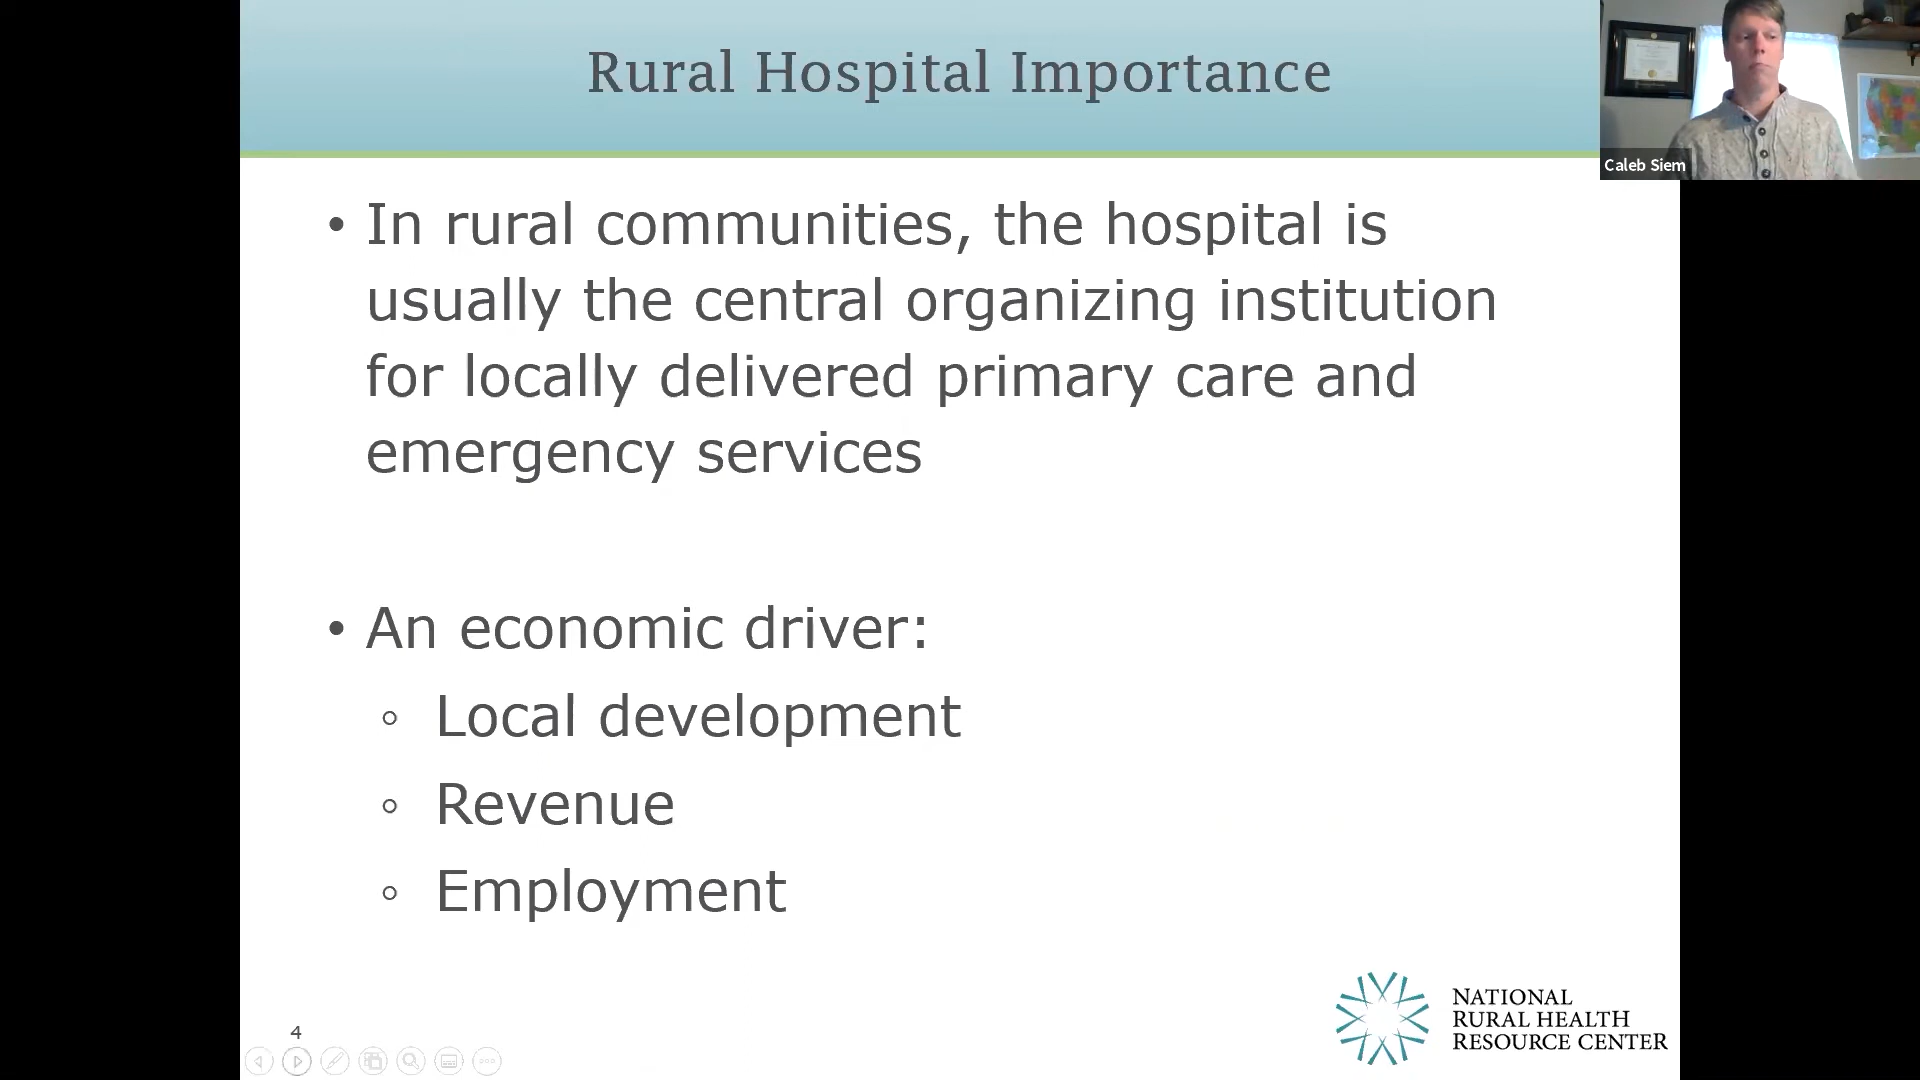 Rural Hospital Importance
Caleb Siem
• In rural communities, the hospital is
usually the central organizing institution
for locally delivered primary care and
emergency services
• An economic driver:
◦ Local development
◦ Revenue
◦ Employment
NATIONAL
RURAL HEALTH
RESOURCE CENTER
4